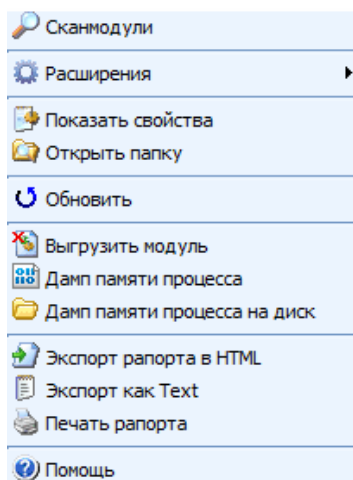 Сканмодули
Расширения
Показать свойства
Открыть папку
Обновить
Выгрузить модуль
Дамп памяти процесса
Дамп памяти процесса на диск
Экспорт рапорта в HTML
Экспорт как Text
Печать рапорта
Помощь